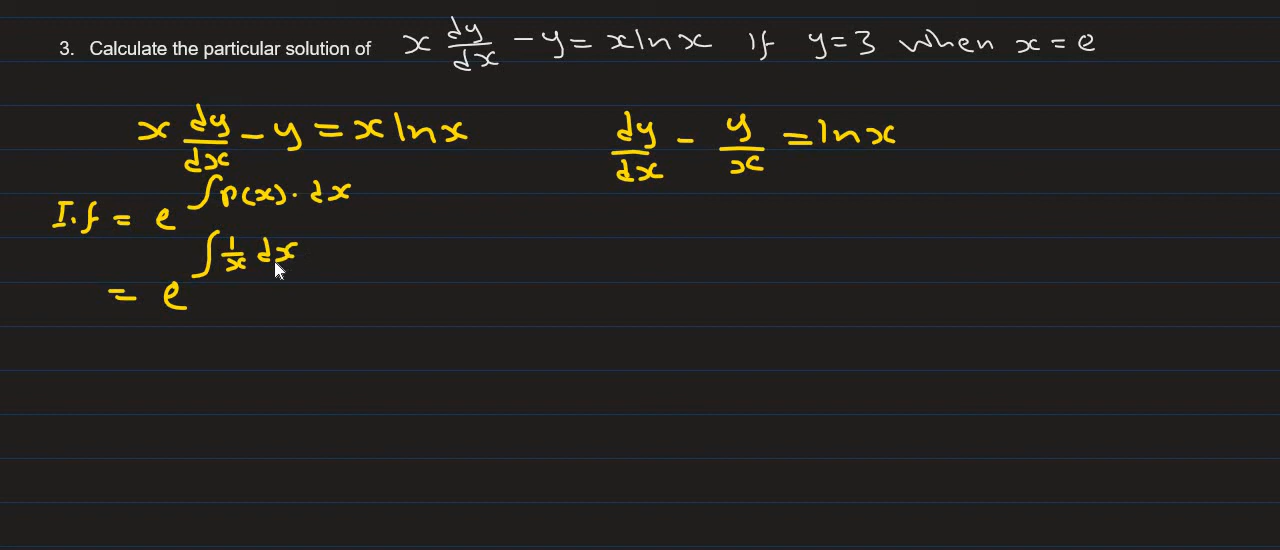 3. Calculate the particular solution of x dy/dx - y = x ln x If y = 3 when x = e
x dy/dx - y = x ln x    dy/dx - y/x = ln x
I.f = e^∫P(x)·dx
= e^∫1/x dx